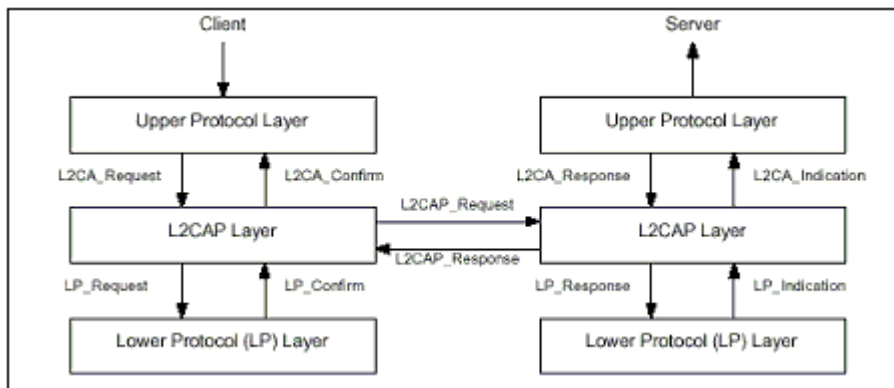 Client Server
Upper Protocol Layer Upper Protocol Layer
L2CA_Request L2CA_Confirm L2CA_Response L2CA_Indication
L2CAP_Request
L2CAP Layer L2CAP Layer
L2CAP_Response
LP_Request LP_Confirm LP_Response LP_Indication
Lower Protocol (LP) Layer Lower Protocol (LP) Layer